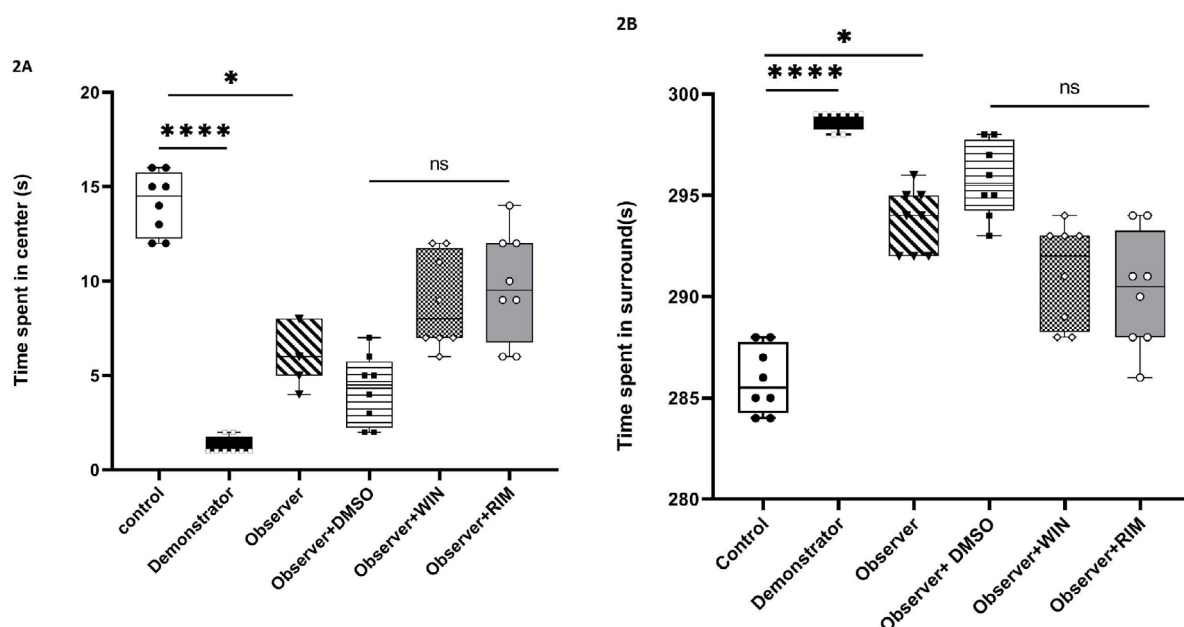 2A
*
****
ns
Time spent in center (s)
20
15
10
5
0
control
Demonstrator
Observer
Observer+DMSO
Observer+WIN
Observer+RIM
2B
*
****
ns
Time spent in surround(s)
300
295
290
285
280
Control
Demonstrator
Observer
Observer+ DMSO
Observer+WIN
Observer+RIM